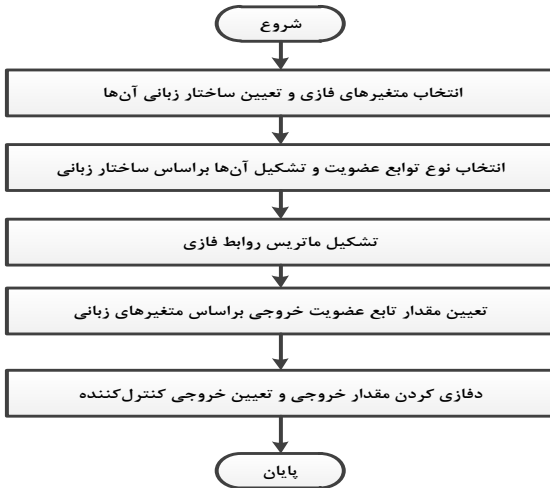 شروع
انتخاب متغیرهای فازی و تعیین ساختار زبانی آن‌ها
انتخاب نوع توابع عضویت و تشکیل آن‌ها براساس ساختار زبانی
تشکیل ماتریس روابط فازی
تعیین مقدار تابع عضویت خروجی براساس متغیرهای زبانی
دفازی کردن مقدار خروجی و تعیین خروجی کنترل‌کننده
پایان